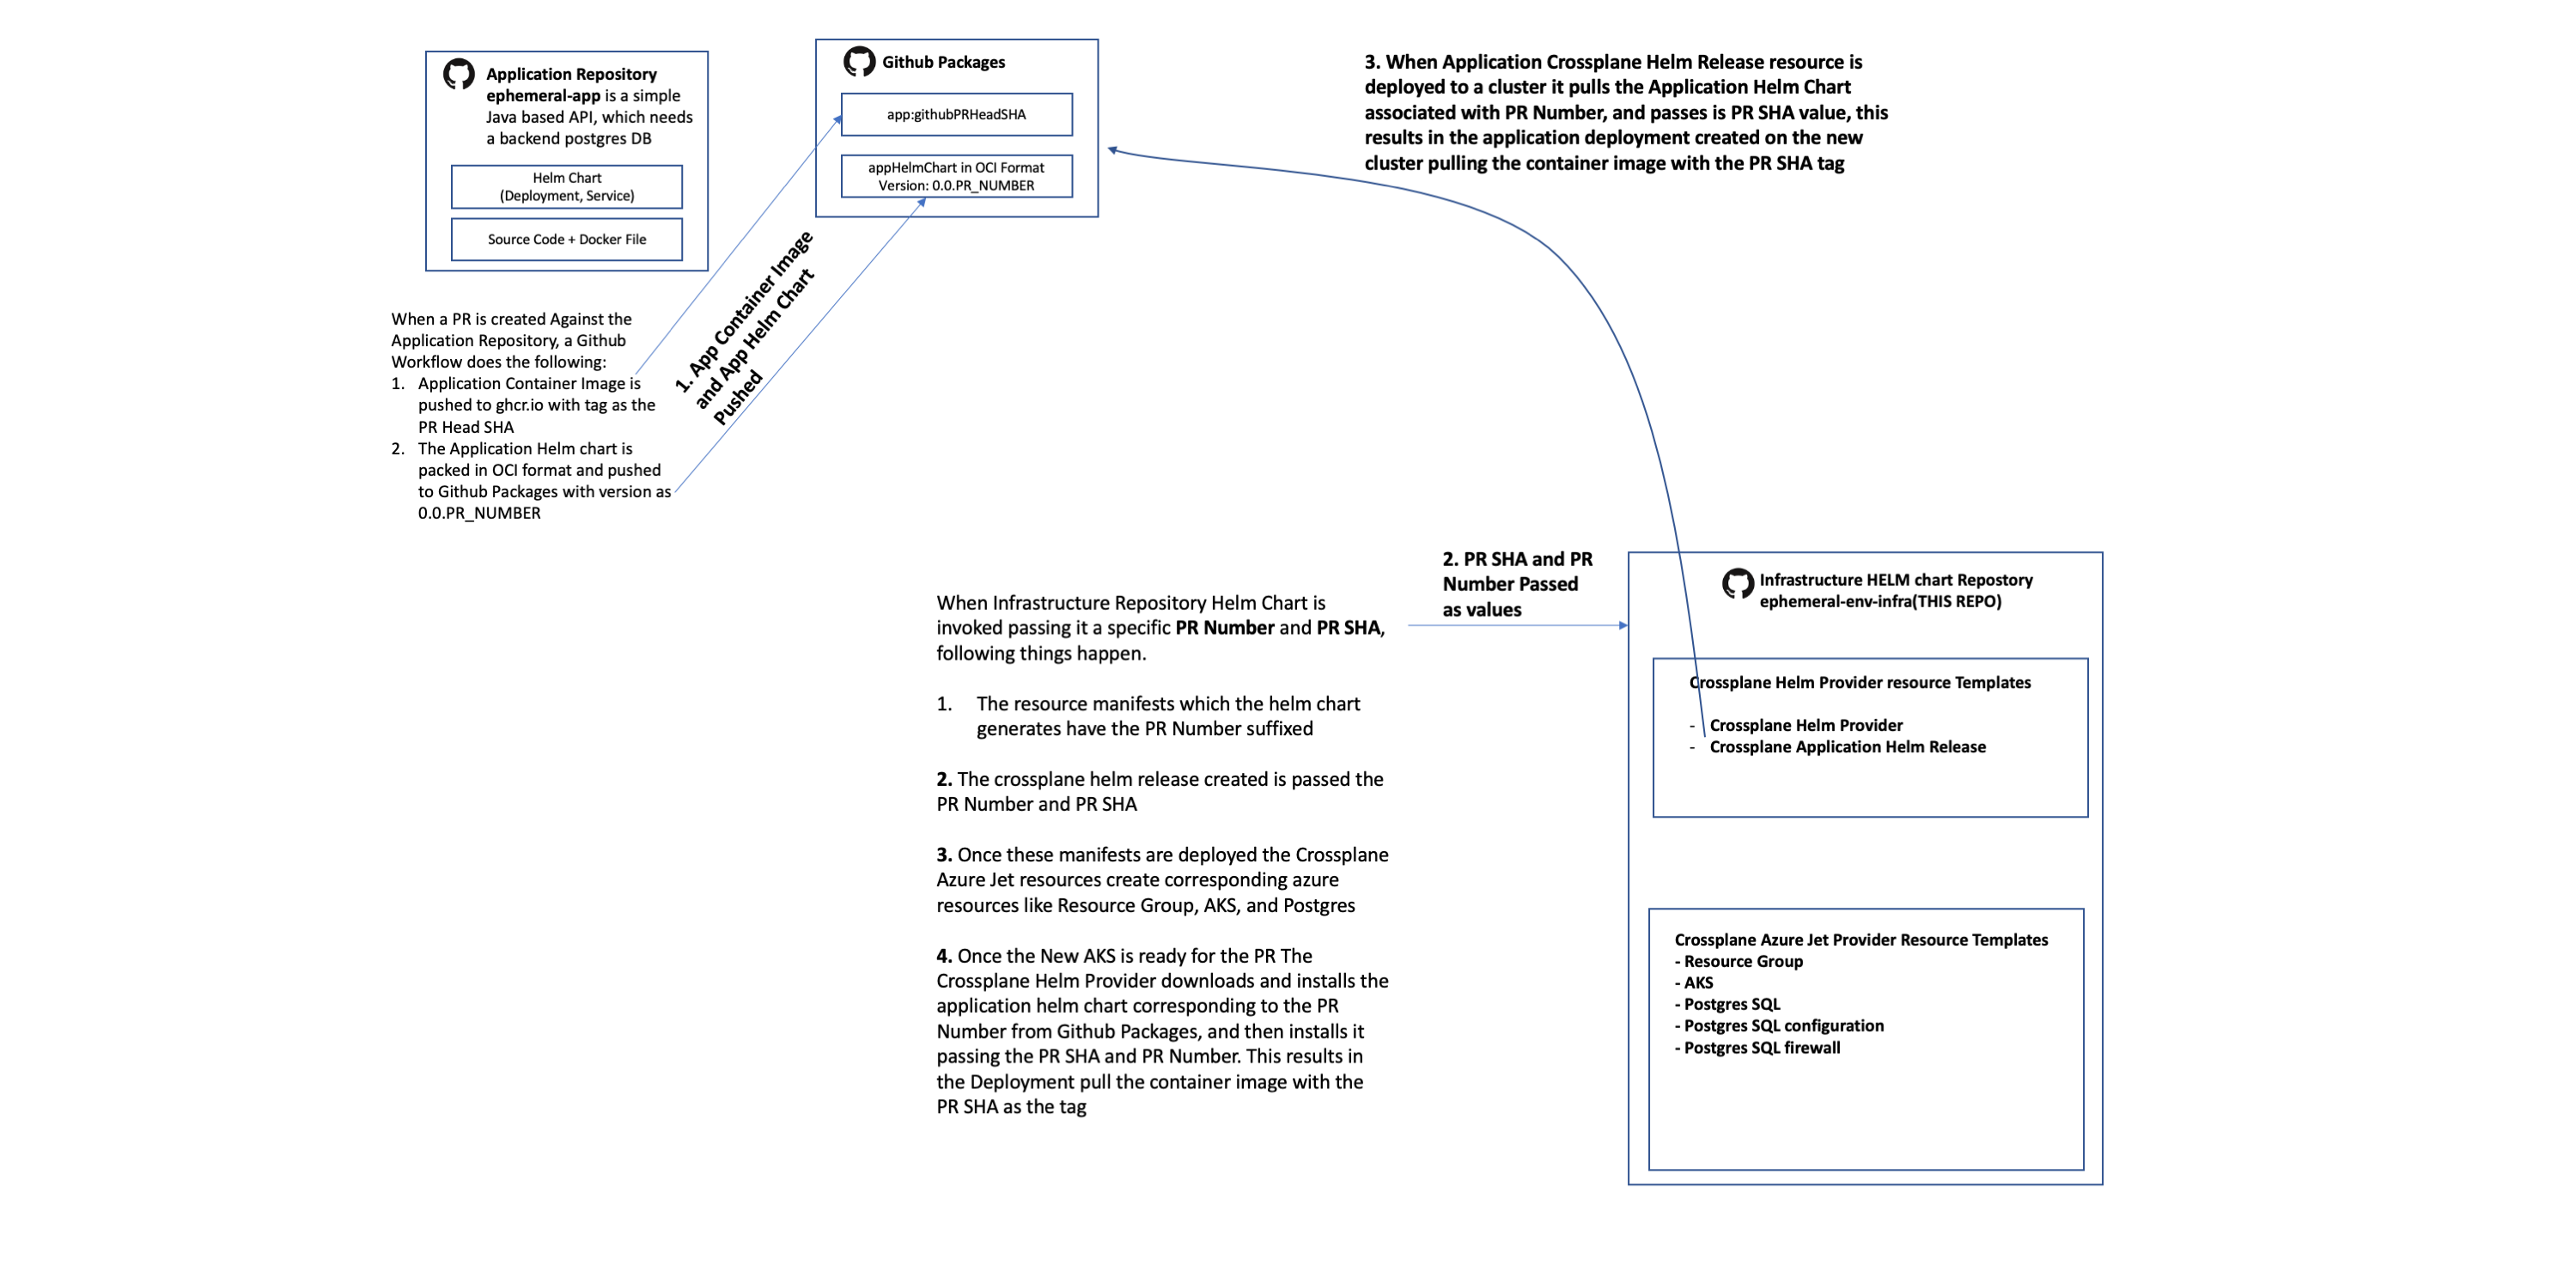 Application Repository
ephemeral-app is a simple
Java based API, which needs
a backend postgres DB
Helm Chart
(Deployment, Service)
Source Code + Docker File
Github Packages
app:githubPRHeadSHA
appHelmChart in OCI Format
Version: 0.0.PR_NUMBER
3. When Application Crossplane Helm Release resource is
deployed to a cluster it pulls the Application Helm Chart
associated with PR Number, and passes is PR SHA value, this
results in the application deployment created on the new
cluster pulling the container image with the PR SHA tag
When a PR is created Against the
Application Repository, a Github
Workflow does the following:
1. Application Container Image is
pushed to ghcr.io with tag as the
PR Head SHA
2. The Application Helm chart is
packed in OCI format and pushed
to Github Packages with version as
0.0.PR_NUMBER
1. App Container Image
and App Helm Chart
Pushed
When Infrastructure Repository Helm Chart is
invoked passing it a specific PR Number and PR SHA,
following things happen.
1. The resource manifests which the helm chart
generates have the PR Number suffixed
2. The crossplane helm release created is passed the
PR Number and PR SHA
3. Once these manifests are deployed the Crossplane
Azure Jet resources create corresponding azure
resources like Resource Group, AKS, and Postgres
4. Once the New AKS is ready for the PR The
Crossplane Helm Provider downloads and installs the
application helm chart corresponding to the PR
Number from Github Packages, and then installs it
passing the PR SHA and PR Number. This results in
the Deployment pull the container image with the
PR SHA as the tag
2. PR SHA and PR
Number Passed
as values
Infrastructure HELM chart Repostory
ephemeral-env-infra(THIS REPO)
Crossplane Helm Provider resource Templates
- Crossplane Helm Provider
- Crossplane Application Helm Release
Crossplane Azure Jet Provider Resource Templates
- Resource Group
- AKS
- Postgres SQL
- Postgres SQL configuration
- Postgres SQL firewall